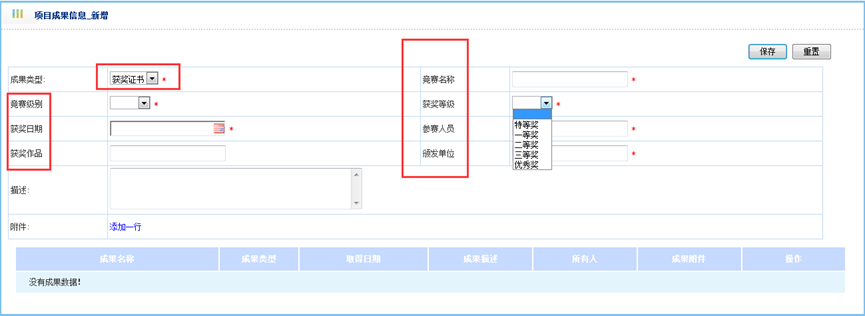 项目成果信息_新增
保存 重置
成果类型: 获奖证书 * 竞赛名称 *
竞赛级别 * 获奖等级 *
获奖日期 * 参赛人员 *
获奖作品 颁发单位 *
特等奖
一等奖
二等奖
三等奖
优秀奖
描述:
附件: 添加一行
成果名称 成果类型 取得日期 成果描述 所有人 成果附件 操作
没有成果数据!